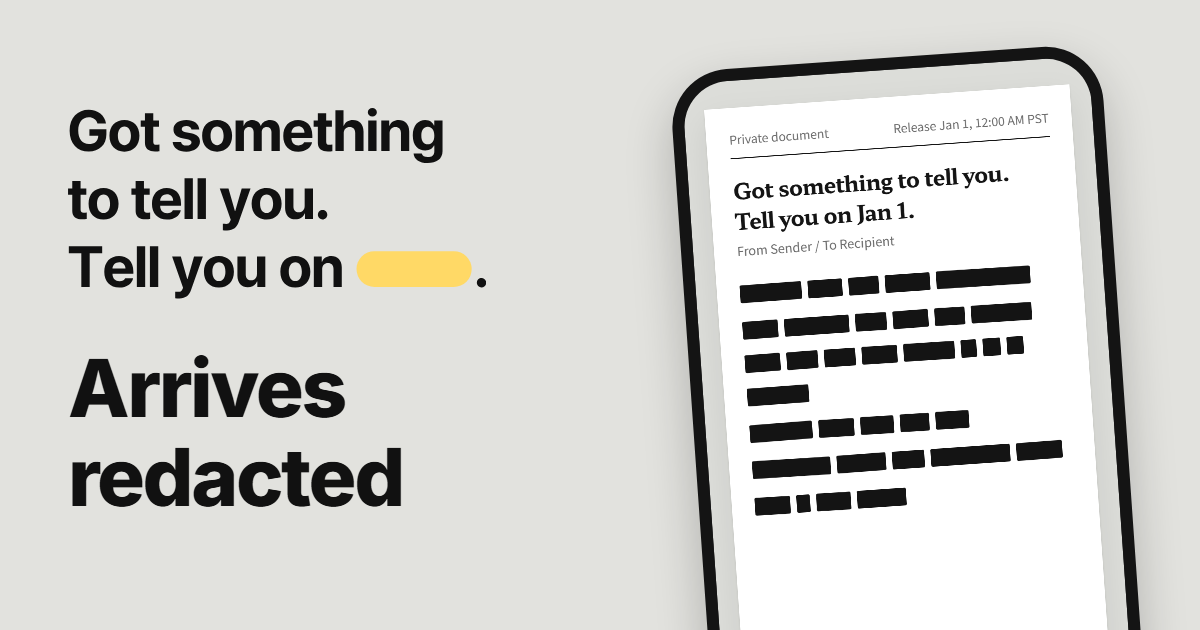 Got something
to tell you.
Tell you on .
Arrives
redacted
Private document
Release Jan 1, 12:00 AM PST
Got something to tell you.
Tell you on Jan 1.
From Sender / To Recipient